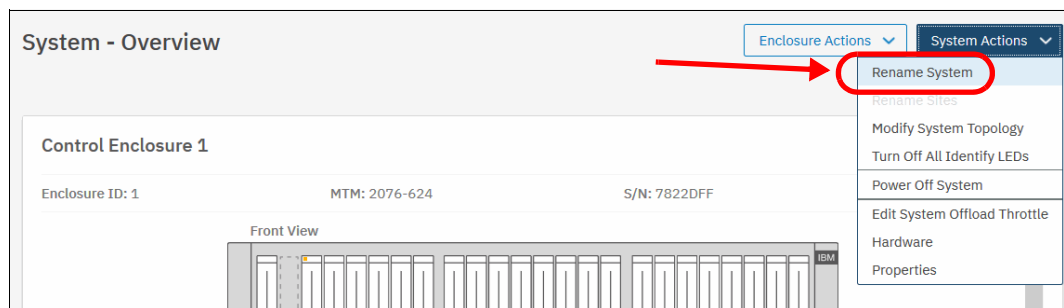 System - Overview
Enclosure Actions
System Actions
Rename System
Rename Sites
Modify System Topology
Turn Off All Identify LEDs
Power Off System
Edit System Offload Throttle
Hardware
Properties
Control Enclosure 1
Enclosure ID: 1
MTM: 2076-624
S/N: 7822DFF
Front View
IBM